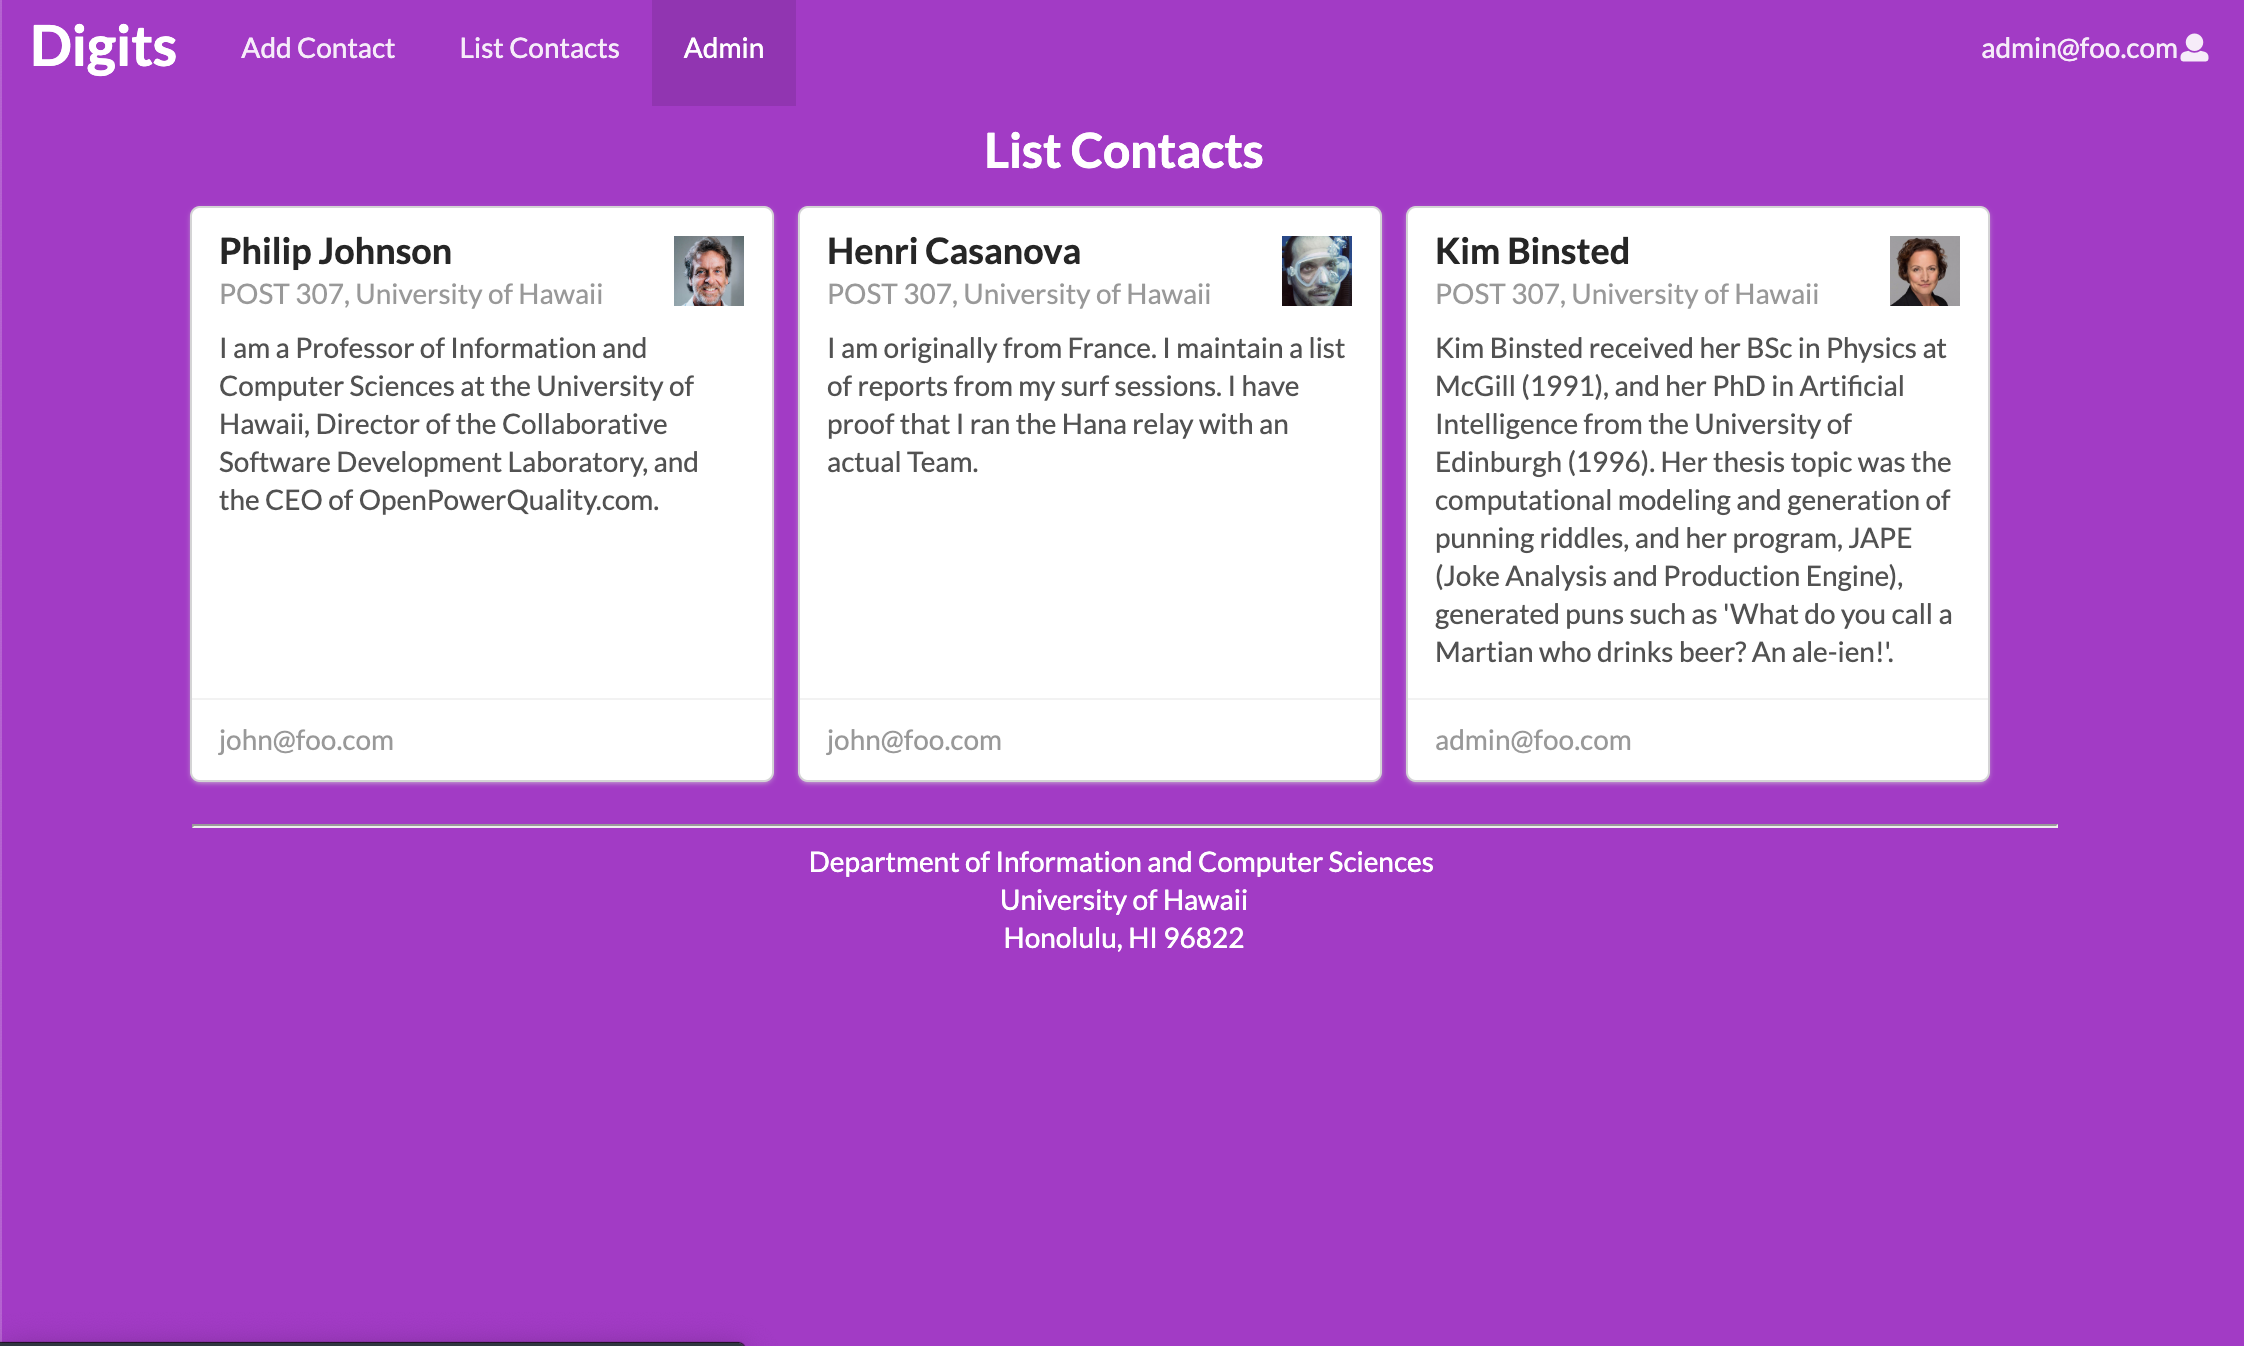 Digits Add Contact List Contacts Admin admin@foo.com
List Contacts
Philip Johnson
POST 307, University of Hawaii
I am a Professor of Information and
Computer Sciences at the University of
Hawaii, Director of the Collaborative
Software Development Laboratory, and
the CEO of OpenPowerQuality.com.
john@foo.com
Henri Casanova
POST 307, University of Hawaii
I am originally from France. I maintain a list
of reports from my surf sessions. I have
proof that I ran the Hana relay with an
actual Team.
john@foo.com
Kim Binsted
POST 307, University of Hawaii
Kim Binsted received her BSc in Physics at
McGill (1991), and her PhD in Artificial
Intelligence from the University of
Edinburgh (1996). Her thesis topic was the
computational modeling and generation of
punning riddles, and her program, JAPE
(Joke Analysis and Production Engine),
generated puns such as 'What do you call a
Martian who drinks beer? An ale-ien!'.
admin@foo.com
Department of Information and Computer Sciences
University of Hawaii
Honolulu, HI 96822